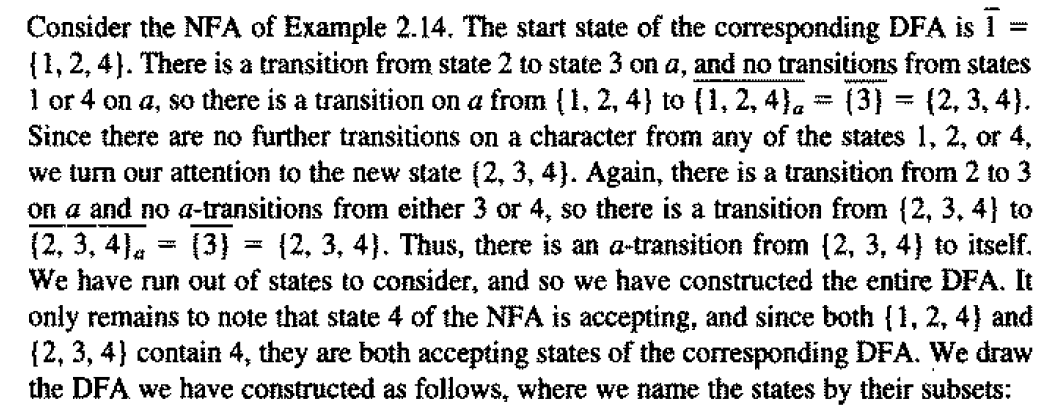 Consider the NFA of Example 2.14. The start state of the corresponding DFA is 1̅ =
{1, 2, 4}. There is a transition from state 2 to state 3 on a, and no transitions from states
1 or 4 on a, so there is a transition on a from {1, 2, 4} to {1, 2, 4}ₐ = {3} = {2, 3, 4}.
Since there are no further transitions on a character from any of the states 1, 2, or 4,
we turn our attention to the new state {2, 3, 4}. Again, there is a transition from 2 to 3
on a and no a-transitions from either 3 or 4, so there is a transition from {2, 3, 4} to
{2, 3, 4}ₐ = {3} = {2, 3, 4}. Thus, there is an a-transition from {2, 3, 4} to itself.
We have run out of states to consider, and so we have constructed the entire DFA. It
only remains to note that state 4 of the NFA is accepting, and since both {1, 2, 4} and
{2, 3, 4} contain 4, they are both accepting states of the corresponding DFA. We draw
the DFA we have constructed as follows, where we name the states by their subsets: